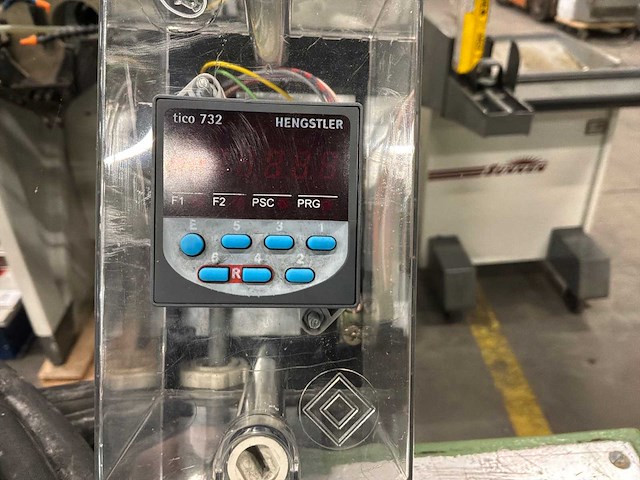 tico 732
HENGSTLER
F1 F2 PSC PRG
E 5 3 1
6 R 4 2